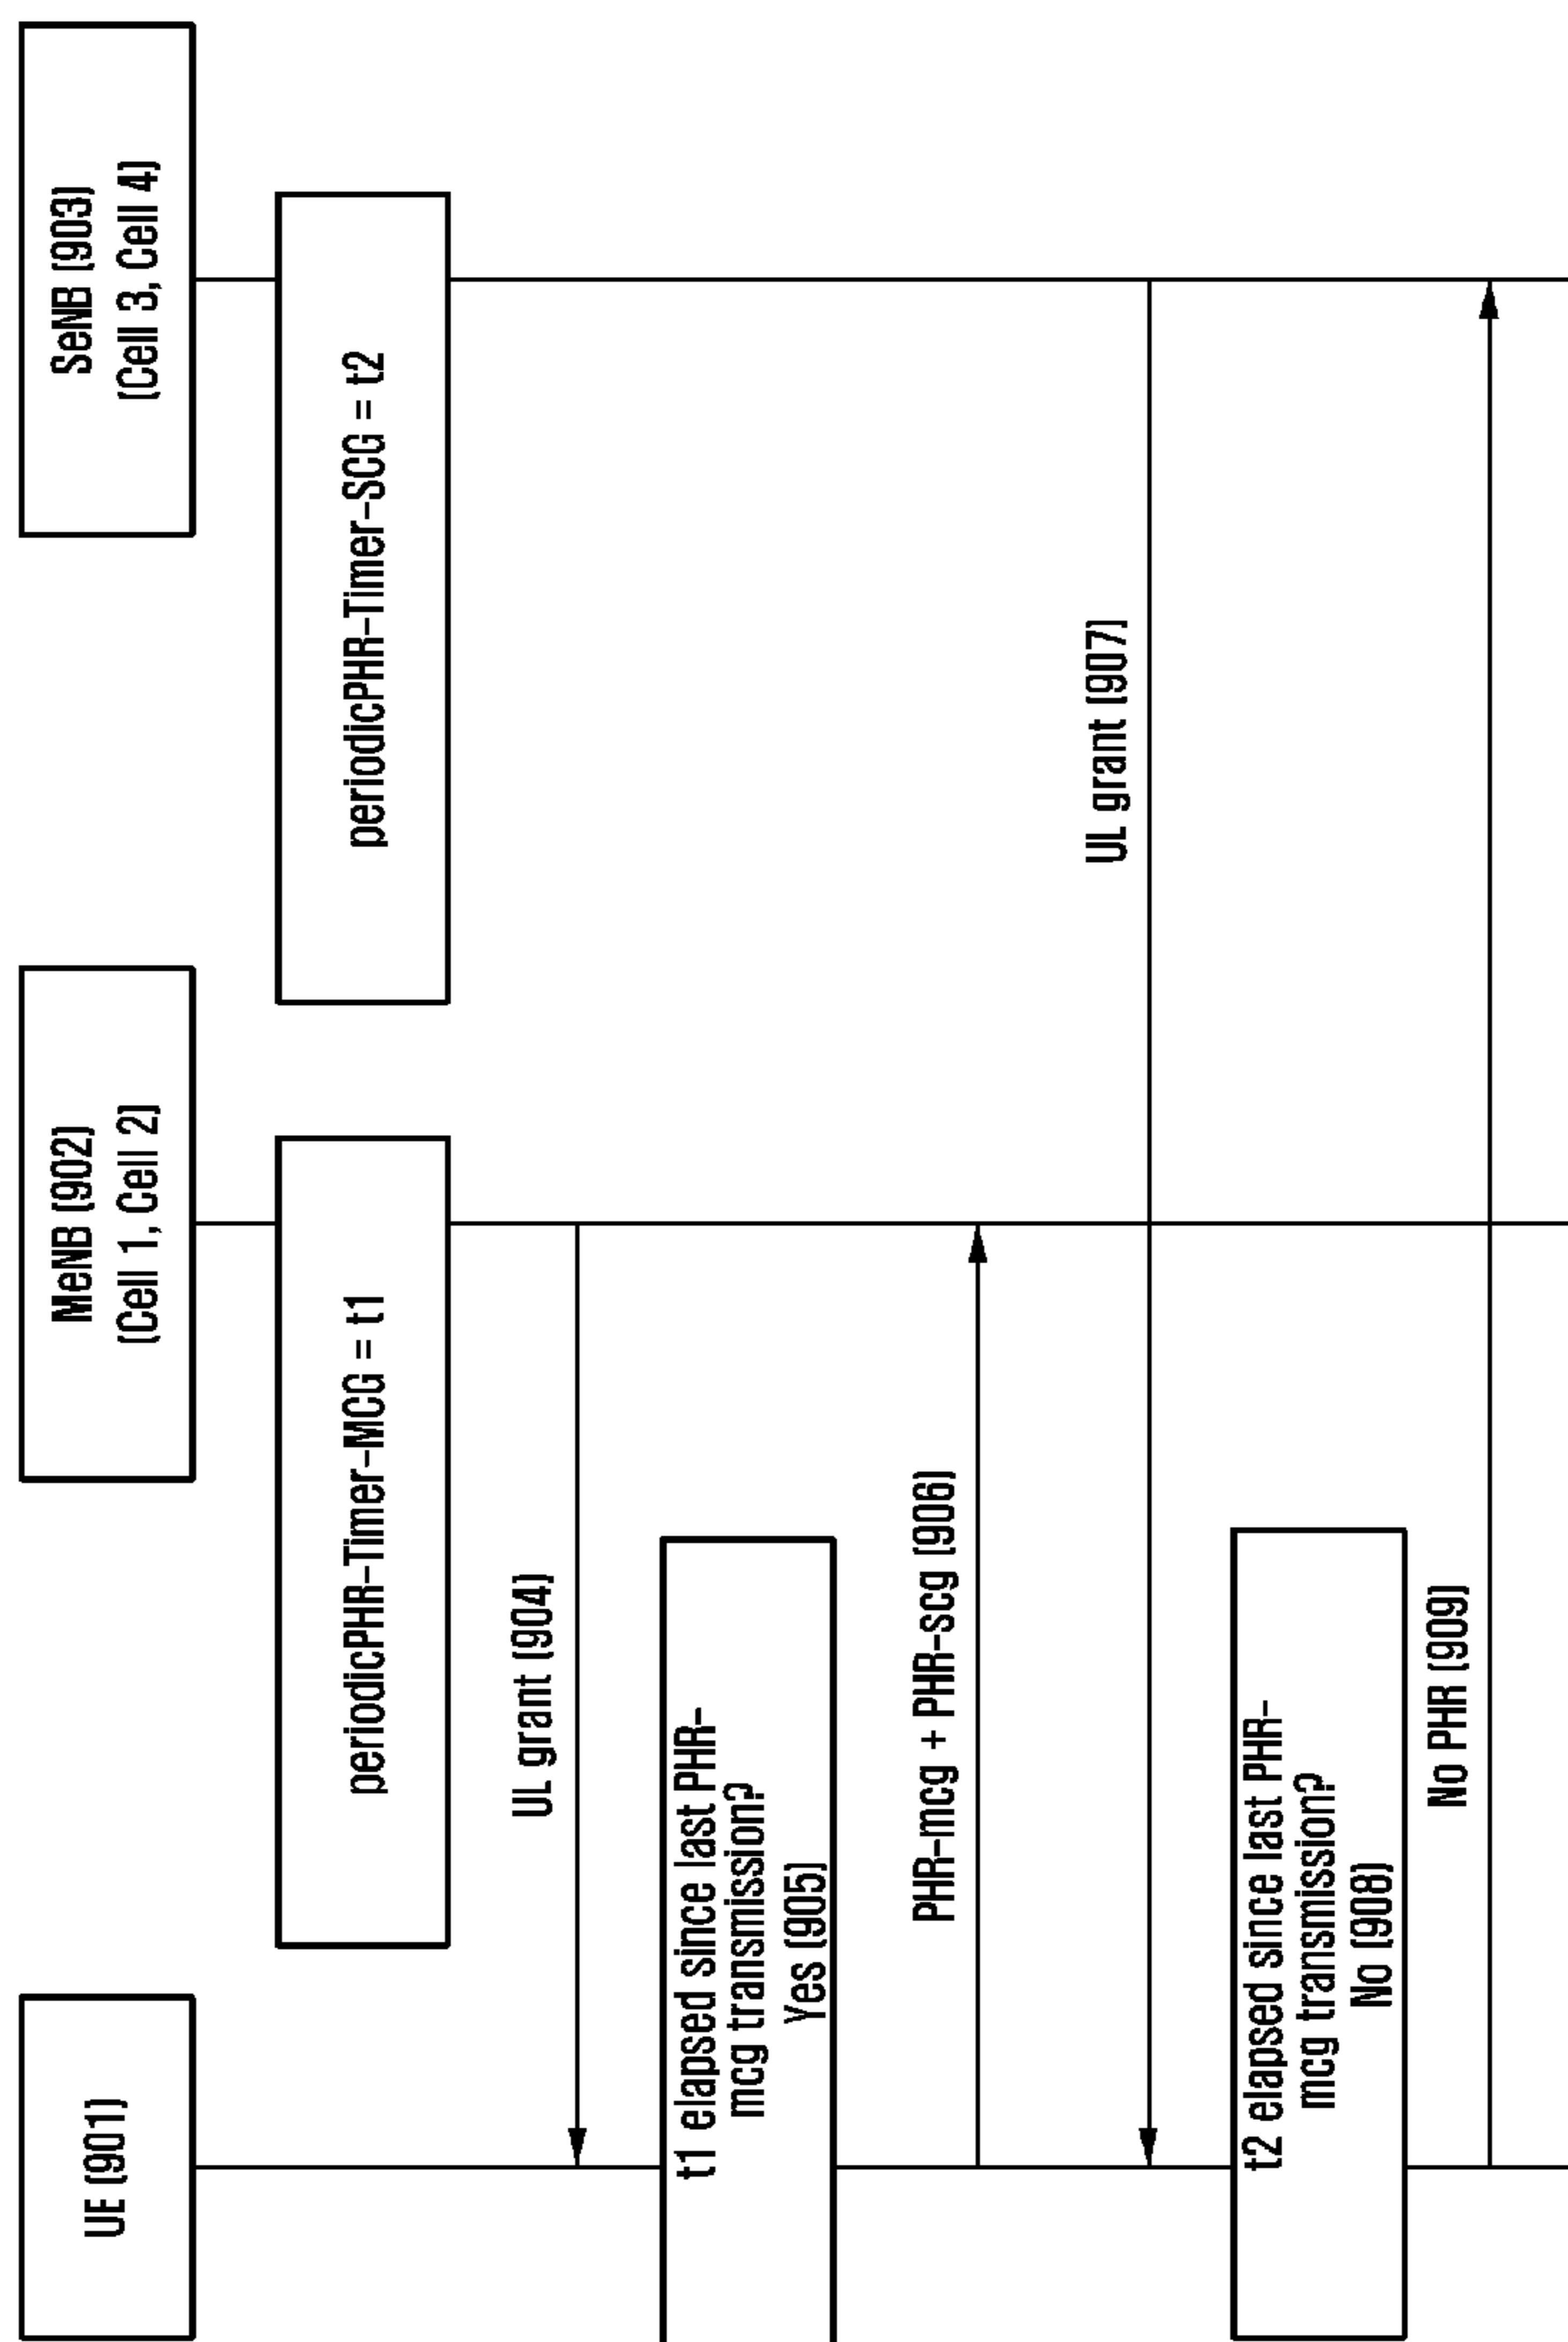 UE (901)
MeNB (902)
(Cell 1, Cell 2)
SeNB (903)
(Cell 3, Cell 4)
periodicPHR-Timer-MCG = t1
periodicPHR-Timer-SCG = t2
UL grant (904)
t1 elapsed since last PHR-
mcg transmission?
Yes (905)
PHR-mcg + PHR-scg (906)
UL grant (907)
t2 elapsed since last PHR-
mcg transmission?
No (908)
No PHR (909)